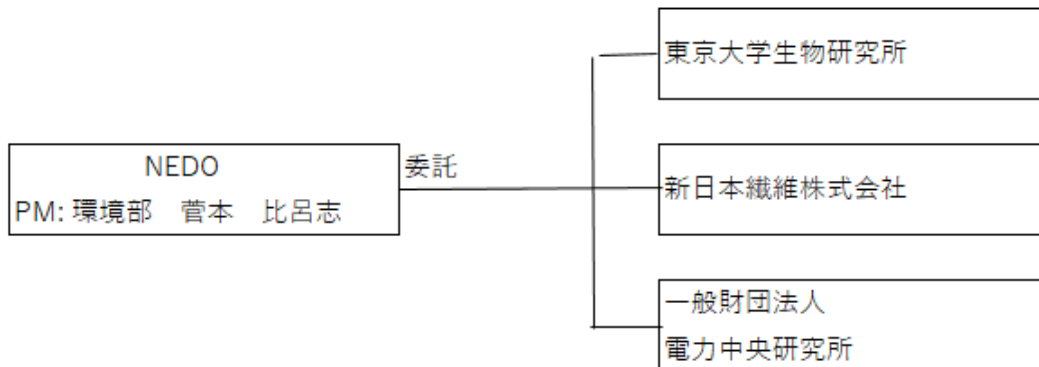 東京大学生物研究所
NEDO
PM: 環境部　菅本　比呂志
委託
新日本繊維株式会社
一般財団法人
電力中央研究所